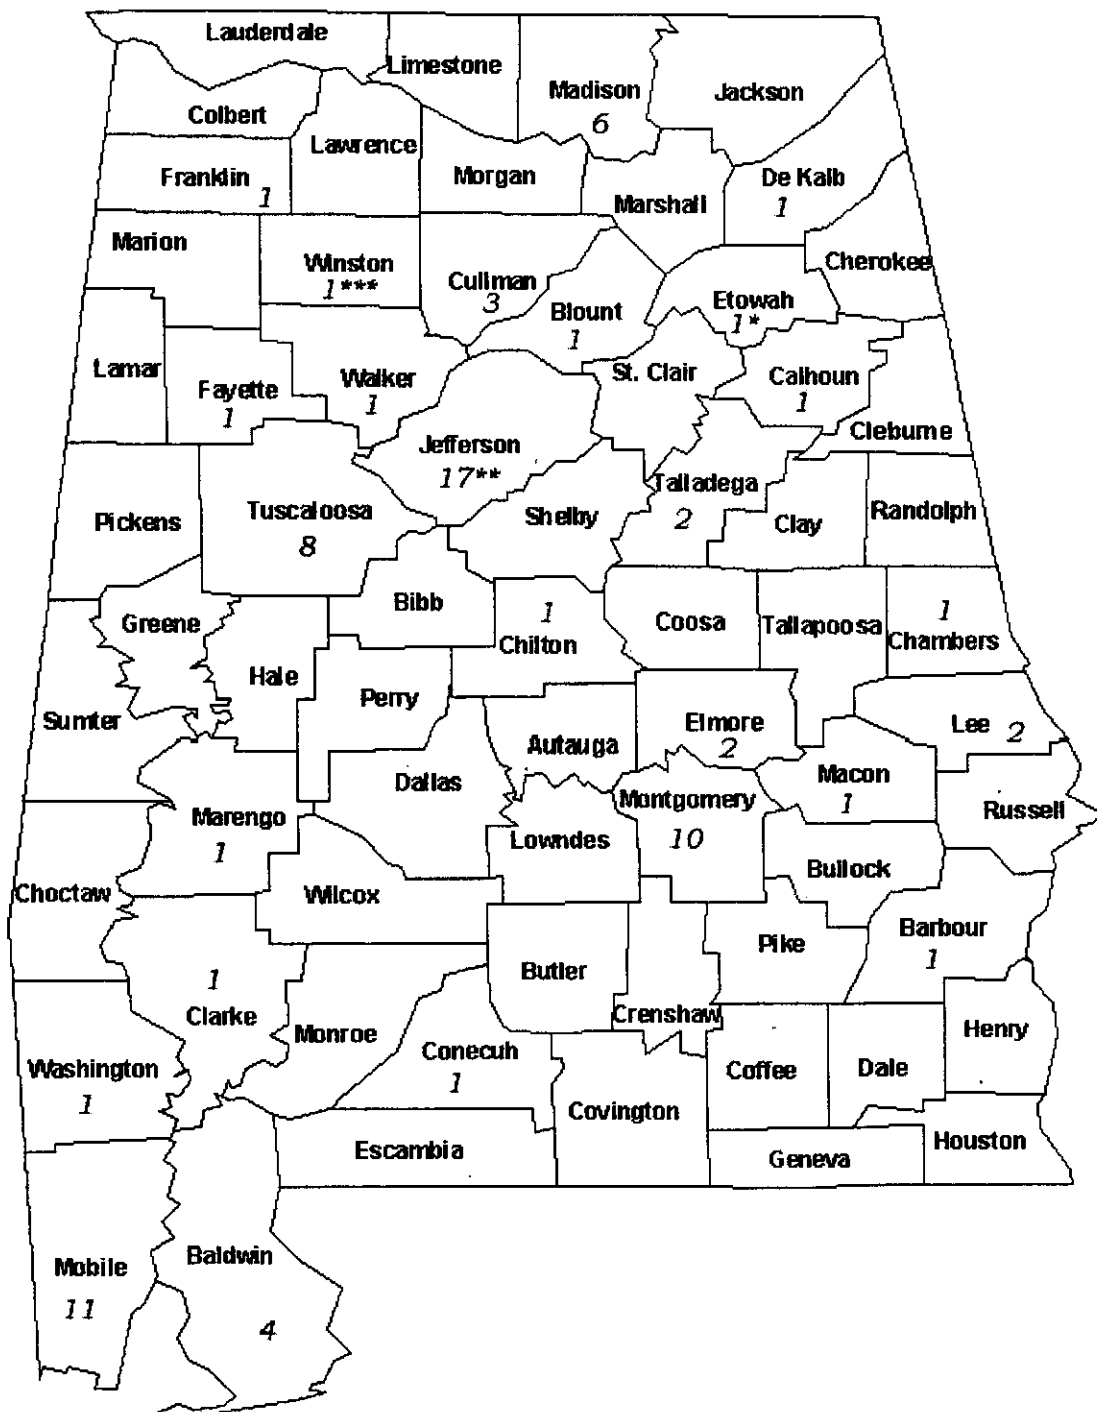 Lauderdale
Limestone
Madison
6
Jackson
Colbert
Lawrence
Franklin
1
Morgan
Marshall
De Kalb
1
Marion
Winston
1***
Cullman
3
Blount
1
Etowah
1*
Cherokee
Lamar
Fayette
1
Walker
1
Jefferson
17**
St. Clair
Calhoun
1
Cleburne
Pickens
Tuscaloosa
8
Shelby
Talladega
2
Clay
Randolph
Greene
Hale
Bibb
1
Chilton
Coosa
Tallapoosa
1
Chambers
Sumter
Perry
Autauga
Elmore
2
Lee 2
Dallas
Macon
1
Russell
Marengo
1
Lowndes
Montgomery
10
Bullock
Choctaw
Wilcox
Butler
Pike
Barbour
1
1
Clarke
Monroe
Crenshaw
Henry
Washington
1
Conecuh
1
Covington
Coffee
Dale
Escambia
Geneva
Houston
Mobile
11
Baldwin
4